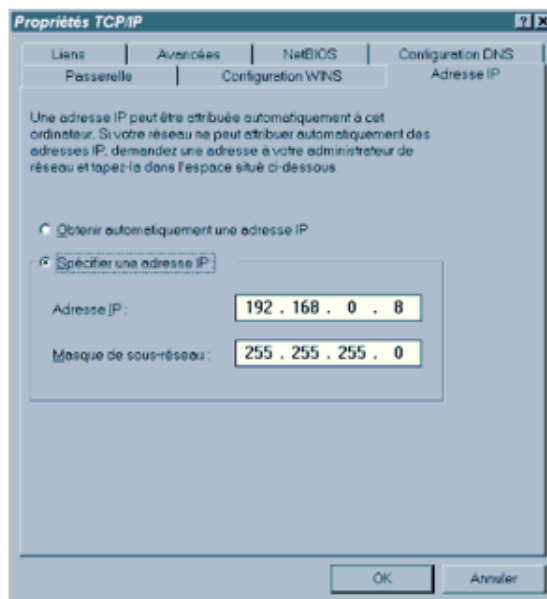 Propriétés TCP/IP
Liens Avancées NetBIOS Configuration DNS
Passerelle Configuration WINS Adresse IP
Une adresse IP peut être attribuée automatiquement à cet
ordinateur. Si votre réseau ne peut attribuer automatiquement des
adresses IP, demandez une adresse à votre administrateur de
réseau et tapez-la dans l'espace situé ci-dessous.
Obtenir automatiquement une adresse IP
Spécifier une adresse IP :
Adresse IP : 192 . 168 . 0 . 8
Masque de sous-réseau : 255 . 255 . 255 . 0
OK Annuler